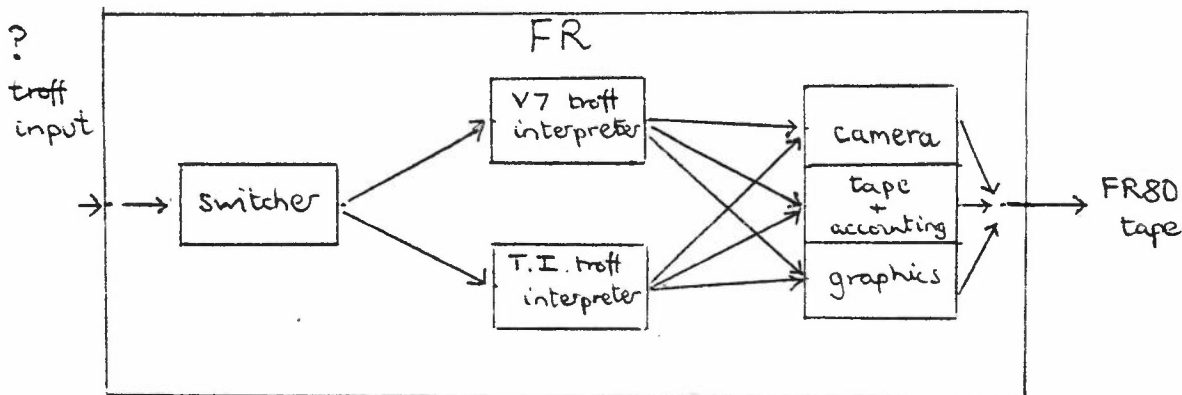 FR
?
troff
input
switcher
V7 troff
interpreter
T.I. troff
interpreter
camera
tape
+
accounting
graphics
FR80
tape